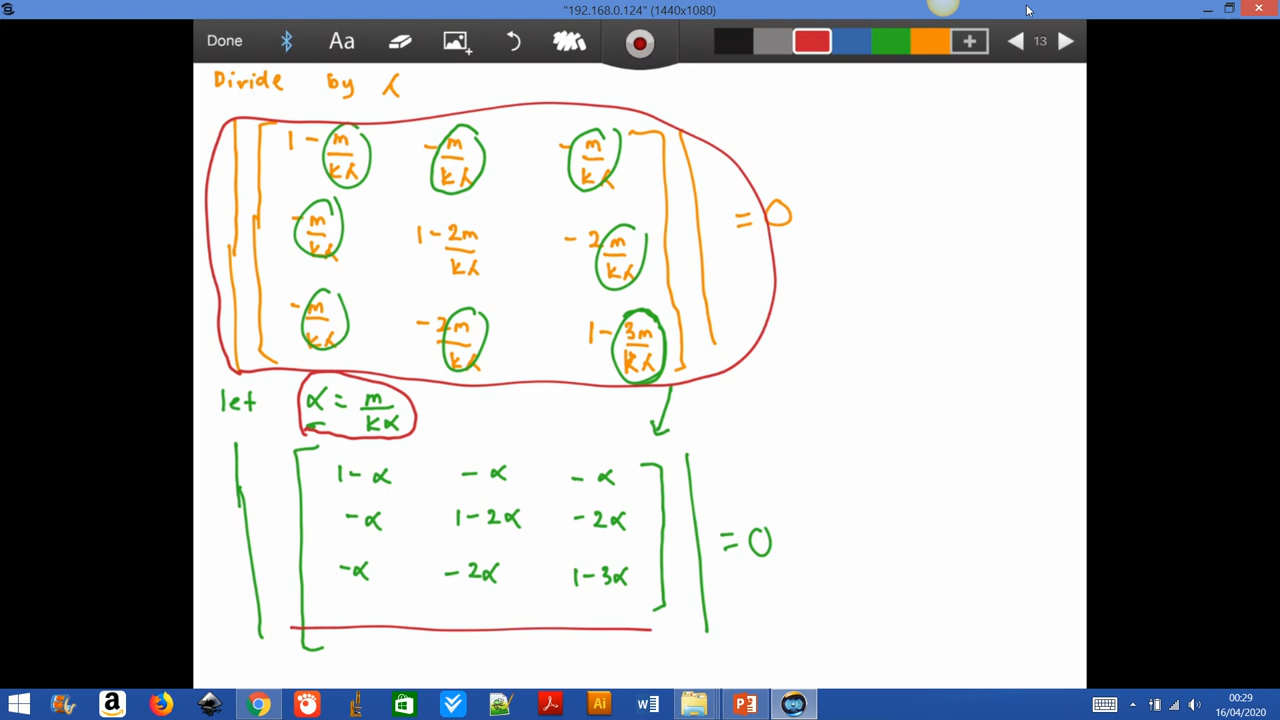 "192.168.0.124" (1440x1080)
Done Aa 13
Divide by λ
1 - m/kλ - m/kλ - m/kλ
- m/kλ 1 - 2m/kλ - 2m/kλ = 0
- m/kλ - 2m/kλ 1 - 3m/kλ
let α = m/kα
1 - α - α - α
- α 1 - 2α - 2α = 0
- α - 2α 1 - 3α
00:29
16/04/2020